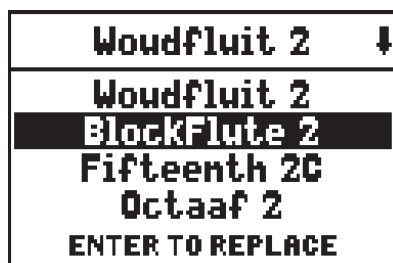 Woudfluit 2
Woudfluit 2
BlockFlute 2
Fifteenth 2C
Octaaf 2
ENTER TO REPLACE